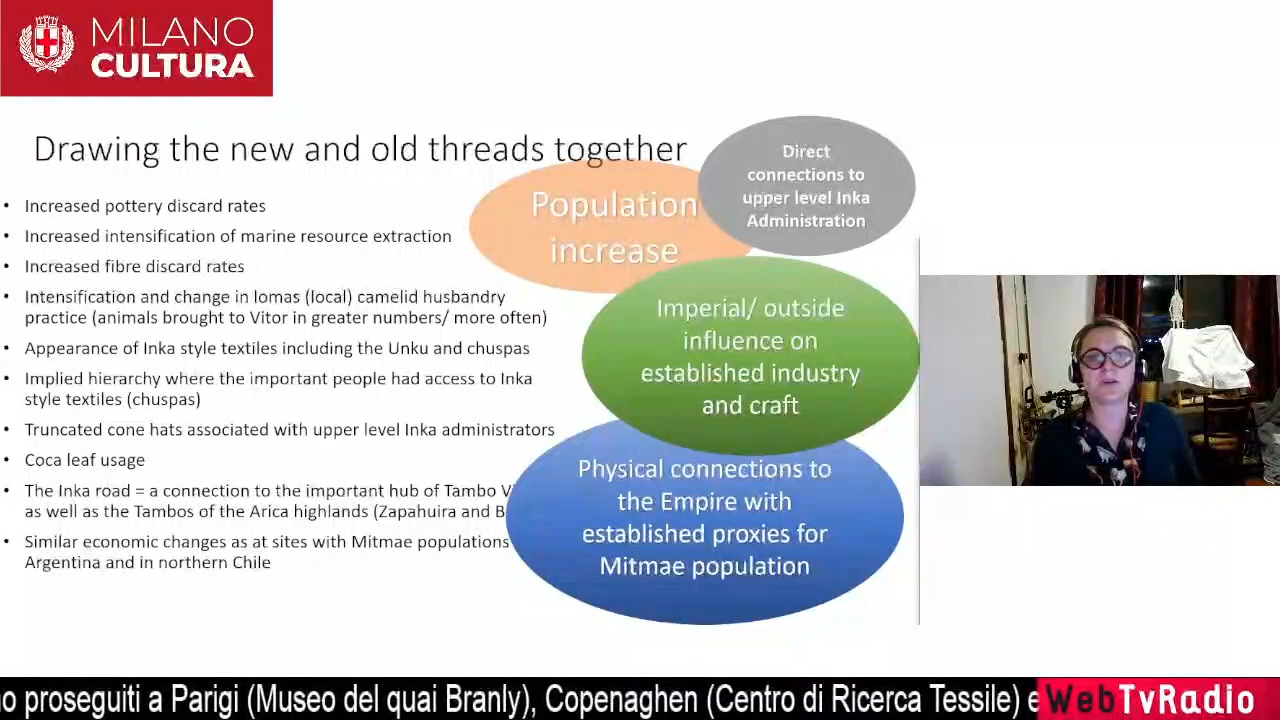 MILANO
CULTURA
Drawing the new and old threads together
• Increased pottery discard rates
• Increased intensification of marine resource extraction
• Increased fibre discard rates
• Intensification and change in lomas (local) camelid husbandry
practice (animals brought to Vitor in greater numbers/ more often)
• Appearance of Inka style textiles including the Unku and chuspas
• Implied hierarchy where the important people had access to Inka
style textiles (chuspas)
• Truncated cone hats associated with upper level Inka administrators
• Coca leaf usage
• The Inka road = a connection to the important hub of Tambo
as well as the Tambos of the Arica highlands (Zapahuira and
• Similar economic changes as at sites with Mitmae populations
Argentina and in northern Chile
Population
increase
Direct
connections to
upper level Inka
Administration
Imperial/ outside
influence on
established industry
and craft
Physical connections to
the Empire with
established proxies for
Mitmae population
proseguiti a Parigi (Museo del quai Branly), Copenaghen (Centro di Ricerca Tessile)
WebTvRadio